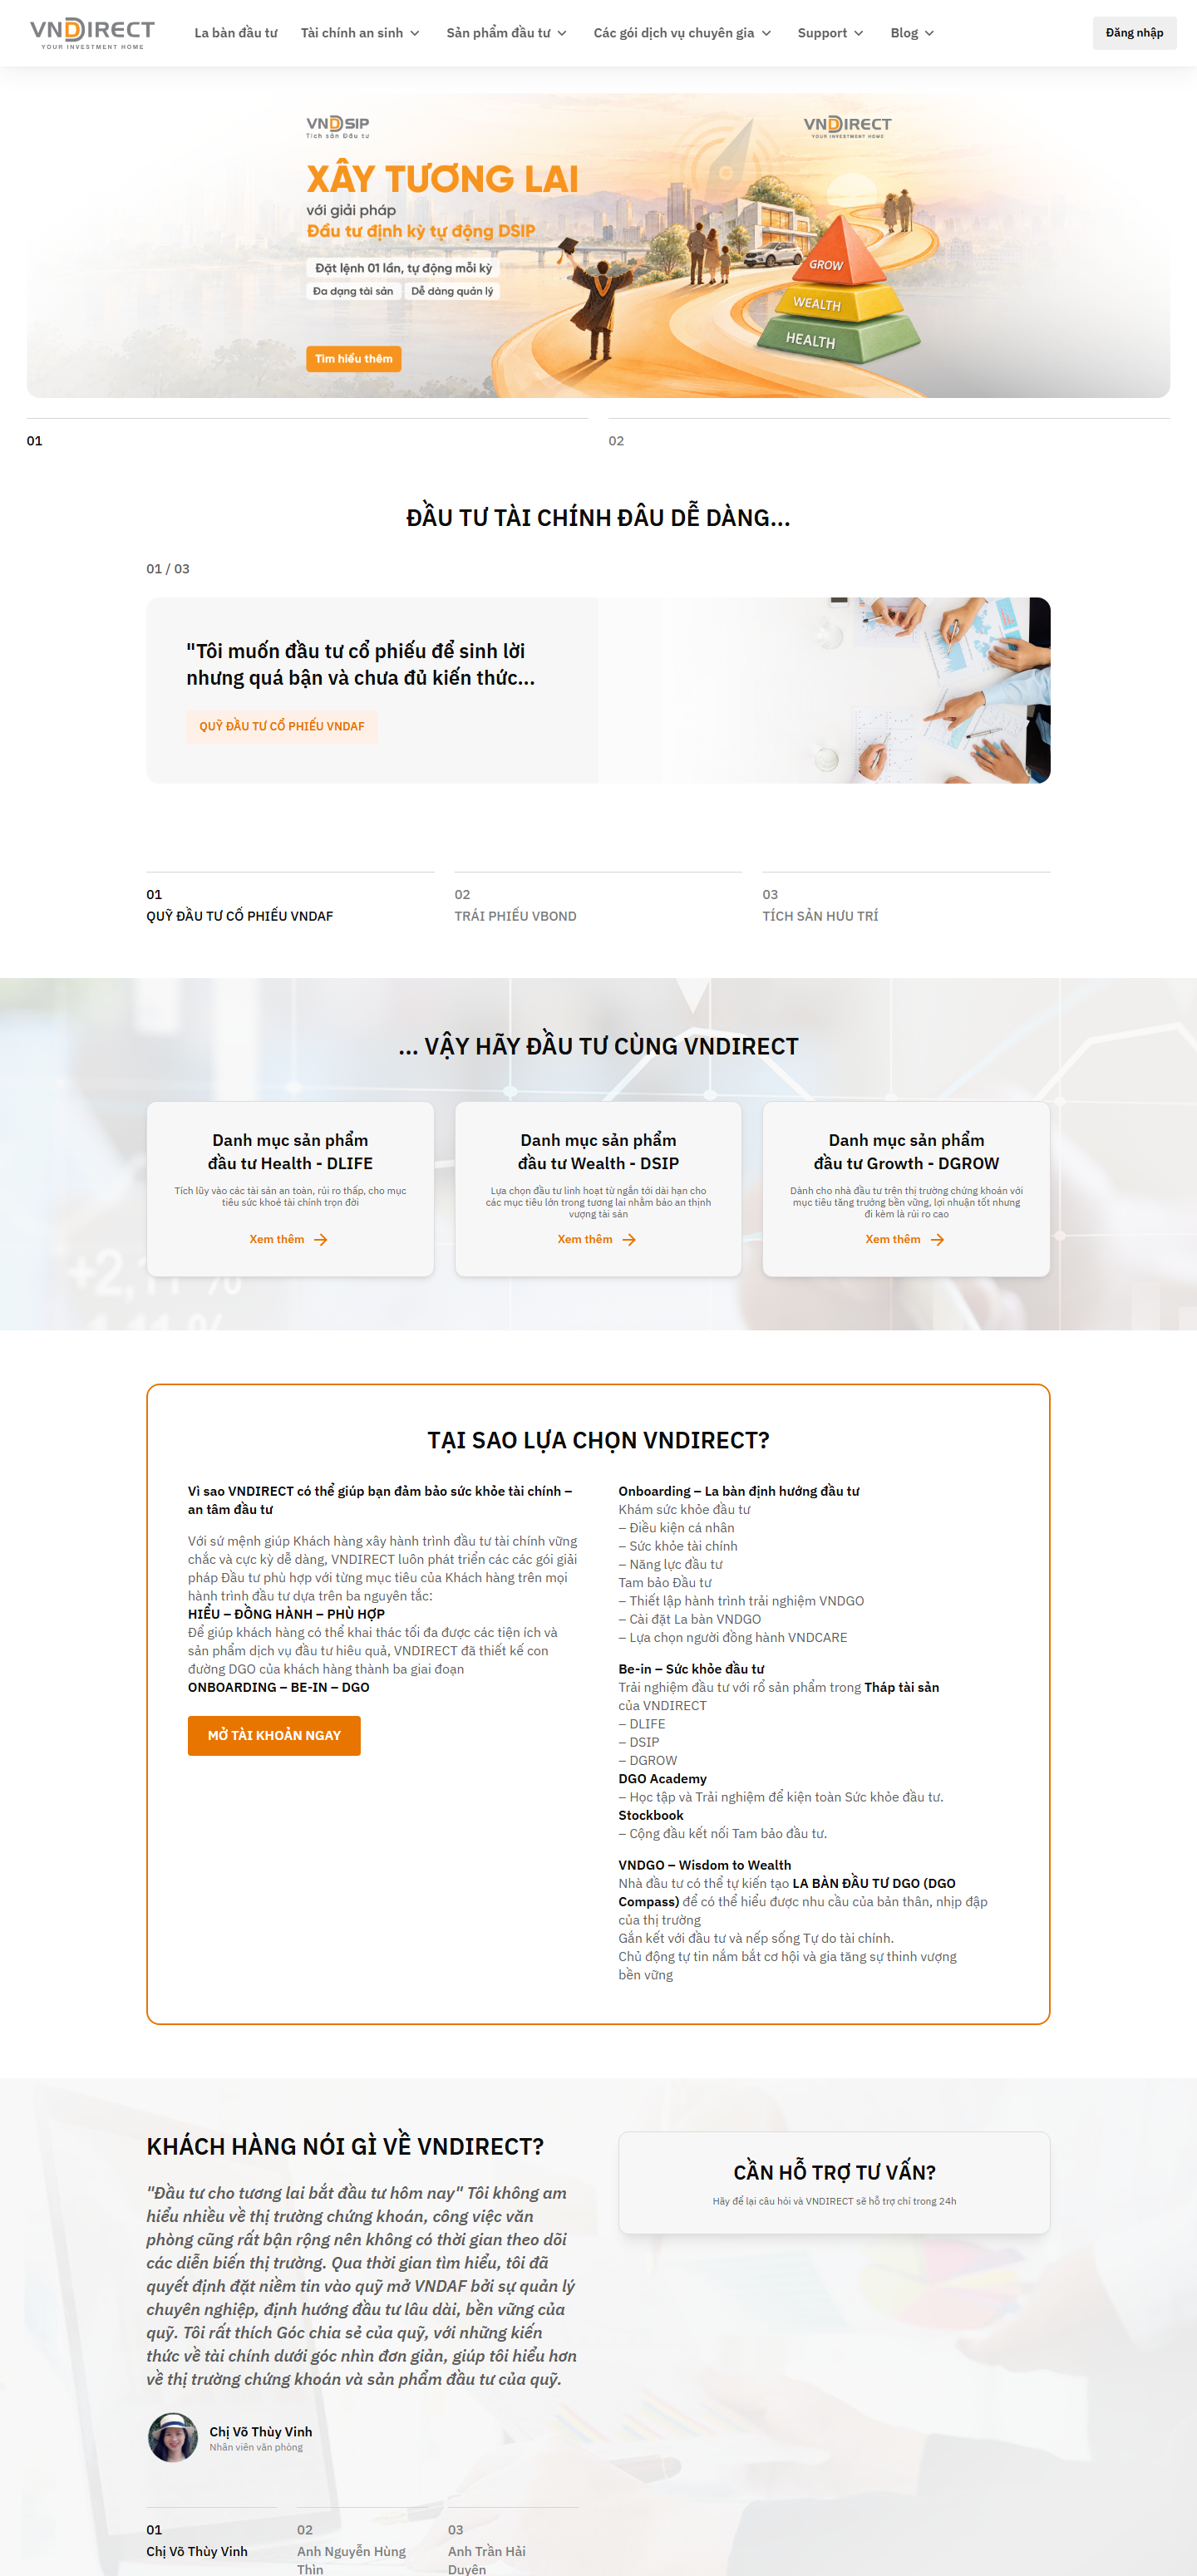 VNDIRECT
YOUR INVESTMENT HOME
La bàn đầu tư
Tài chính an sinh
Sản phẩm đầu tư
Các gói dịch vụ chuyên gia
Support
Blog
Đăng nhập
VNDSIP
Tích sản Đầu tư
VNDIRECT
YOUR INVESTMENT HOME
XÂY TƯƠNG LAI
với giải pháp
Đầu tư định kỳ tự động DSIP
Đặt lệnh 01 lần, tự động mỗi kỳ
Đa dạng tài sản
Dễ dàng quản lý
GROW
WEALTH
HEALTH
Tìm hiểu thêm
01
02
ĐẦU TƯ TÀI CHÍNH ĐÂU DỄ DÀNG...
01 / 03
"Tôi muốn đầu tư cổ phiếu để sinh lời
nhưng quá bận và chưa đủ kiến thức...
QUỸ ĐẦU TƯ CỔ PHIẾU VNDAF
01
QUỸ ĐẦU TƯ CỔ PHIẾU VNDAF
02
TRÁI PHIẾU VBOND
03
TÍCH SẢN HƯU TRÍ
... VẬY HÃY ĐẦU TƯ CÙNG VNDIRECT
Danh mục sản phẩm
đầu tư Health - DLIFE
Tích lũy vào các tài sản an toàn, rủi ro thấp, cho mục
tiêu sức khoẻ tài chính trọn đời
Xem thêm
Danh mục sản phẩm
đầu tư Wealth - DSIP
Lựa chọn đầu tư linh hoạt từ ngắn tới dài hạn cho
các mục tiêu lớn trong tương lai nhằm bảo an thịnh
vượng tài sản
Xem thêm
Danh mục sản phẩm
đầu tư Growth - DGROW
Dành cho nhà đầu tư trên thị trường chứng khoán với
mục tiêu tăng trưởng bền vững, lợi nhuận tốt nhưng
đi kèm là rủi ro cao
Xem thêm
TẠI SAO LỰA CHỌN VNDIRECT?
Vì sao VNDIRECT có thể giúp bạn đảm bảo sức khỏe tài chính –
an tâm đầu tư
Với sứ mệnh giúp Khách hàng xây hành trình đầu tư tài chính vững
chắc và cực kỳ dễ dàng, VNDIRECT luôn phát triển các các gói giải
pháp Đầu tư phù hợp với từng mục tiêu của Khách hàng trên mọi
hành trình đầu tư dựa trên ba nguyên tắc:
HIỂU – ĐỒNG HÀNH – PHÙ HỢP
Để giúp khách hàng có thể khai thác tối đa được các tiện ích và
sản phẩm dịch vụ đầu tư hiêu quả, VNDIRECT đã thiết kế con
đường DGO của khách hàng thành ba giai đoạn
ONBOARDING – BE-IN – DGO
MỞ TÀI KHOẢN NGAY
Onboarding – La bàn định hướng đầu tư
Khám sức khỏe đầu tư
– Điều kiện cá nhân
– Sức khỏe tài chính
– Năng lực đầu tư
Tam bảo Đầu tư
– Thiết lập hành trình trải nghiệm VNDGO
– Cài đặt La bàn VNDGO
– Lựa chọn người đồng hành VNDCARE
Be-in – Sức khỏe đầu tư
Trải nghiệm đầu tư với rổ sản phẩm trong Tháp tài sản
của VNDIRECT
– DLIFE
– DSIP
– DGROW
DGO Academy
– Học tập và Trải nghiệm để kiện toàn Sức khỏe đầu tư.
Stockbook
– Cộng đầu kết nối Tam bảo đầu tư.
VNDGO – Wisdom to Wealth
Nhà đầu tư có thể tự kiến tạo LA BÀN ĐẦU TƯ DGO (DGO
Compass) để có thể hiểu được nhu cầu của bản thân, nhịp đập
của thị trường
Gắn kết với đầu tư và nếp sống Tự do tài chính.
Chủ động tự tin nắm bắt cơ hội và gia tăng sự thinh vượng
bền vững
KHÁCH HÀNG NÓI GÌ VỀ VNDIRECT?
"Đầu tư cho tương lai bắt đầu tư hôm nay" Tôi không am
hiểu nhiều về thị trường chứng khoán, công việc văn
phòng cũng rất bận rộng nên không có thời gian theo dõi
các diễn biến thị trường. Qua thời gian tìm hiểu, tôi đã
quyết định đặt niềm tin vào quỹ mở VNDAF bởi sự quản lý
chuyên nghiệp, định hướng đầu tư lâu dài, bền vững của
quỹ. Tôi rất thích Góc chia sẻ của quỹ, với những kiến
thức về tài chính dưới góc nhìn đơn giản, giúp tôi hiểu hơn
về thị trường chứng khoán và sản phẩm đầu tư của quỹ.
Chị Võ Thùy Vinh
Nhân viên văn phòng
01
Chị Võ Thùy Vinh
02
Anh Nguyễn Hùng
Thìn
03
Anh Trần Hải
Duyên
CẦN HỖ TRỢ TƯ VẤN?
Hãy để lại câu hỏi và VNDIRECT sẽ hỗ trợ chỉ trong 24h